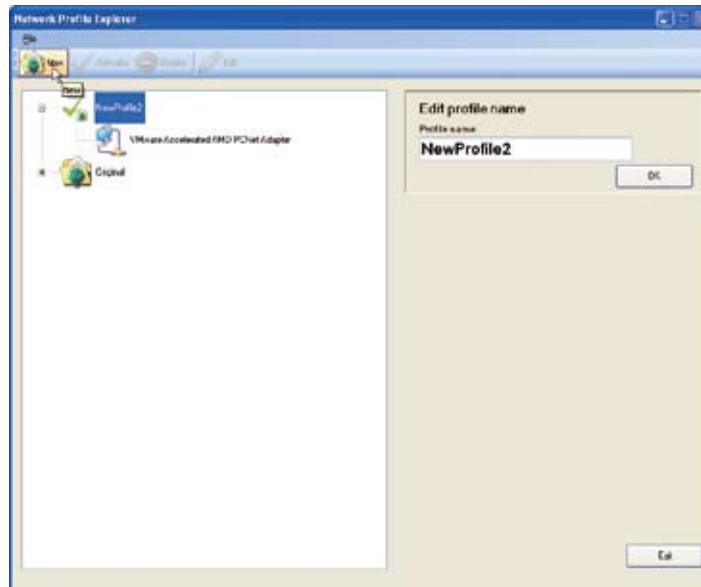 Network Profile Explorer
File
New Activate Delete Edit
New
NewProfile2
VMware Accelerated AMD PCNet Adapter
Original
Edit profile name
Profile name
NewProfile2
OK
Exit